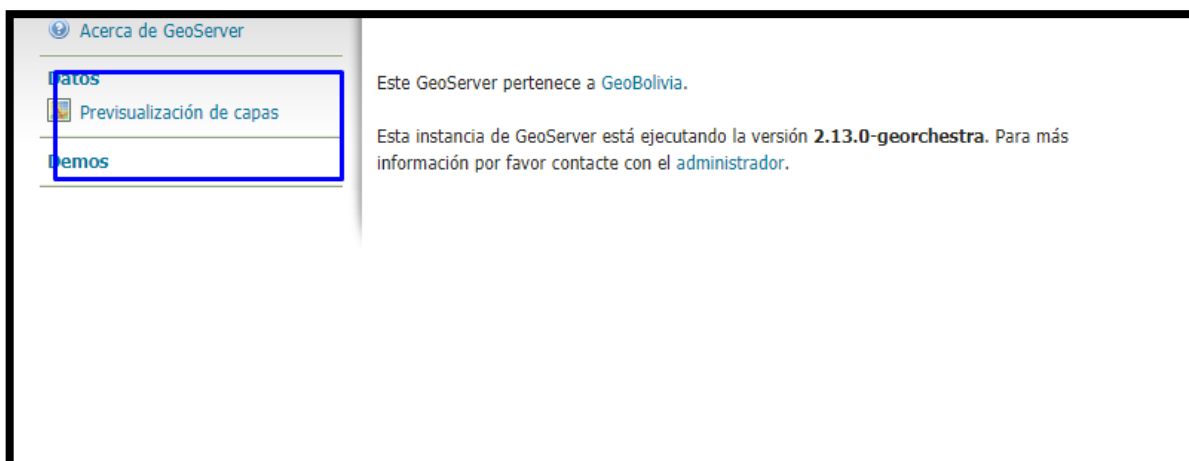 Acerca de GeoServer
Datos
Previsualización de capas
Demos
Este GeoServer pertenece a GeoBolivia.
Esta instancia de GeoServer está ejecutando la versión 2.13.0-georchestra. Para más
información por favor contacte con el administrador.